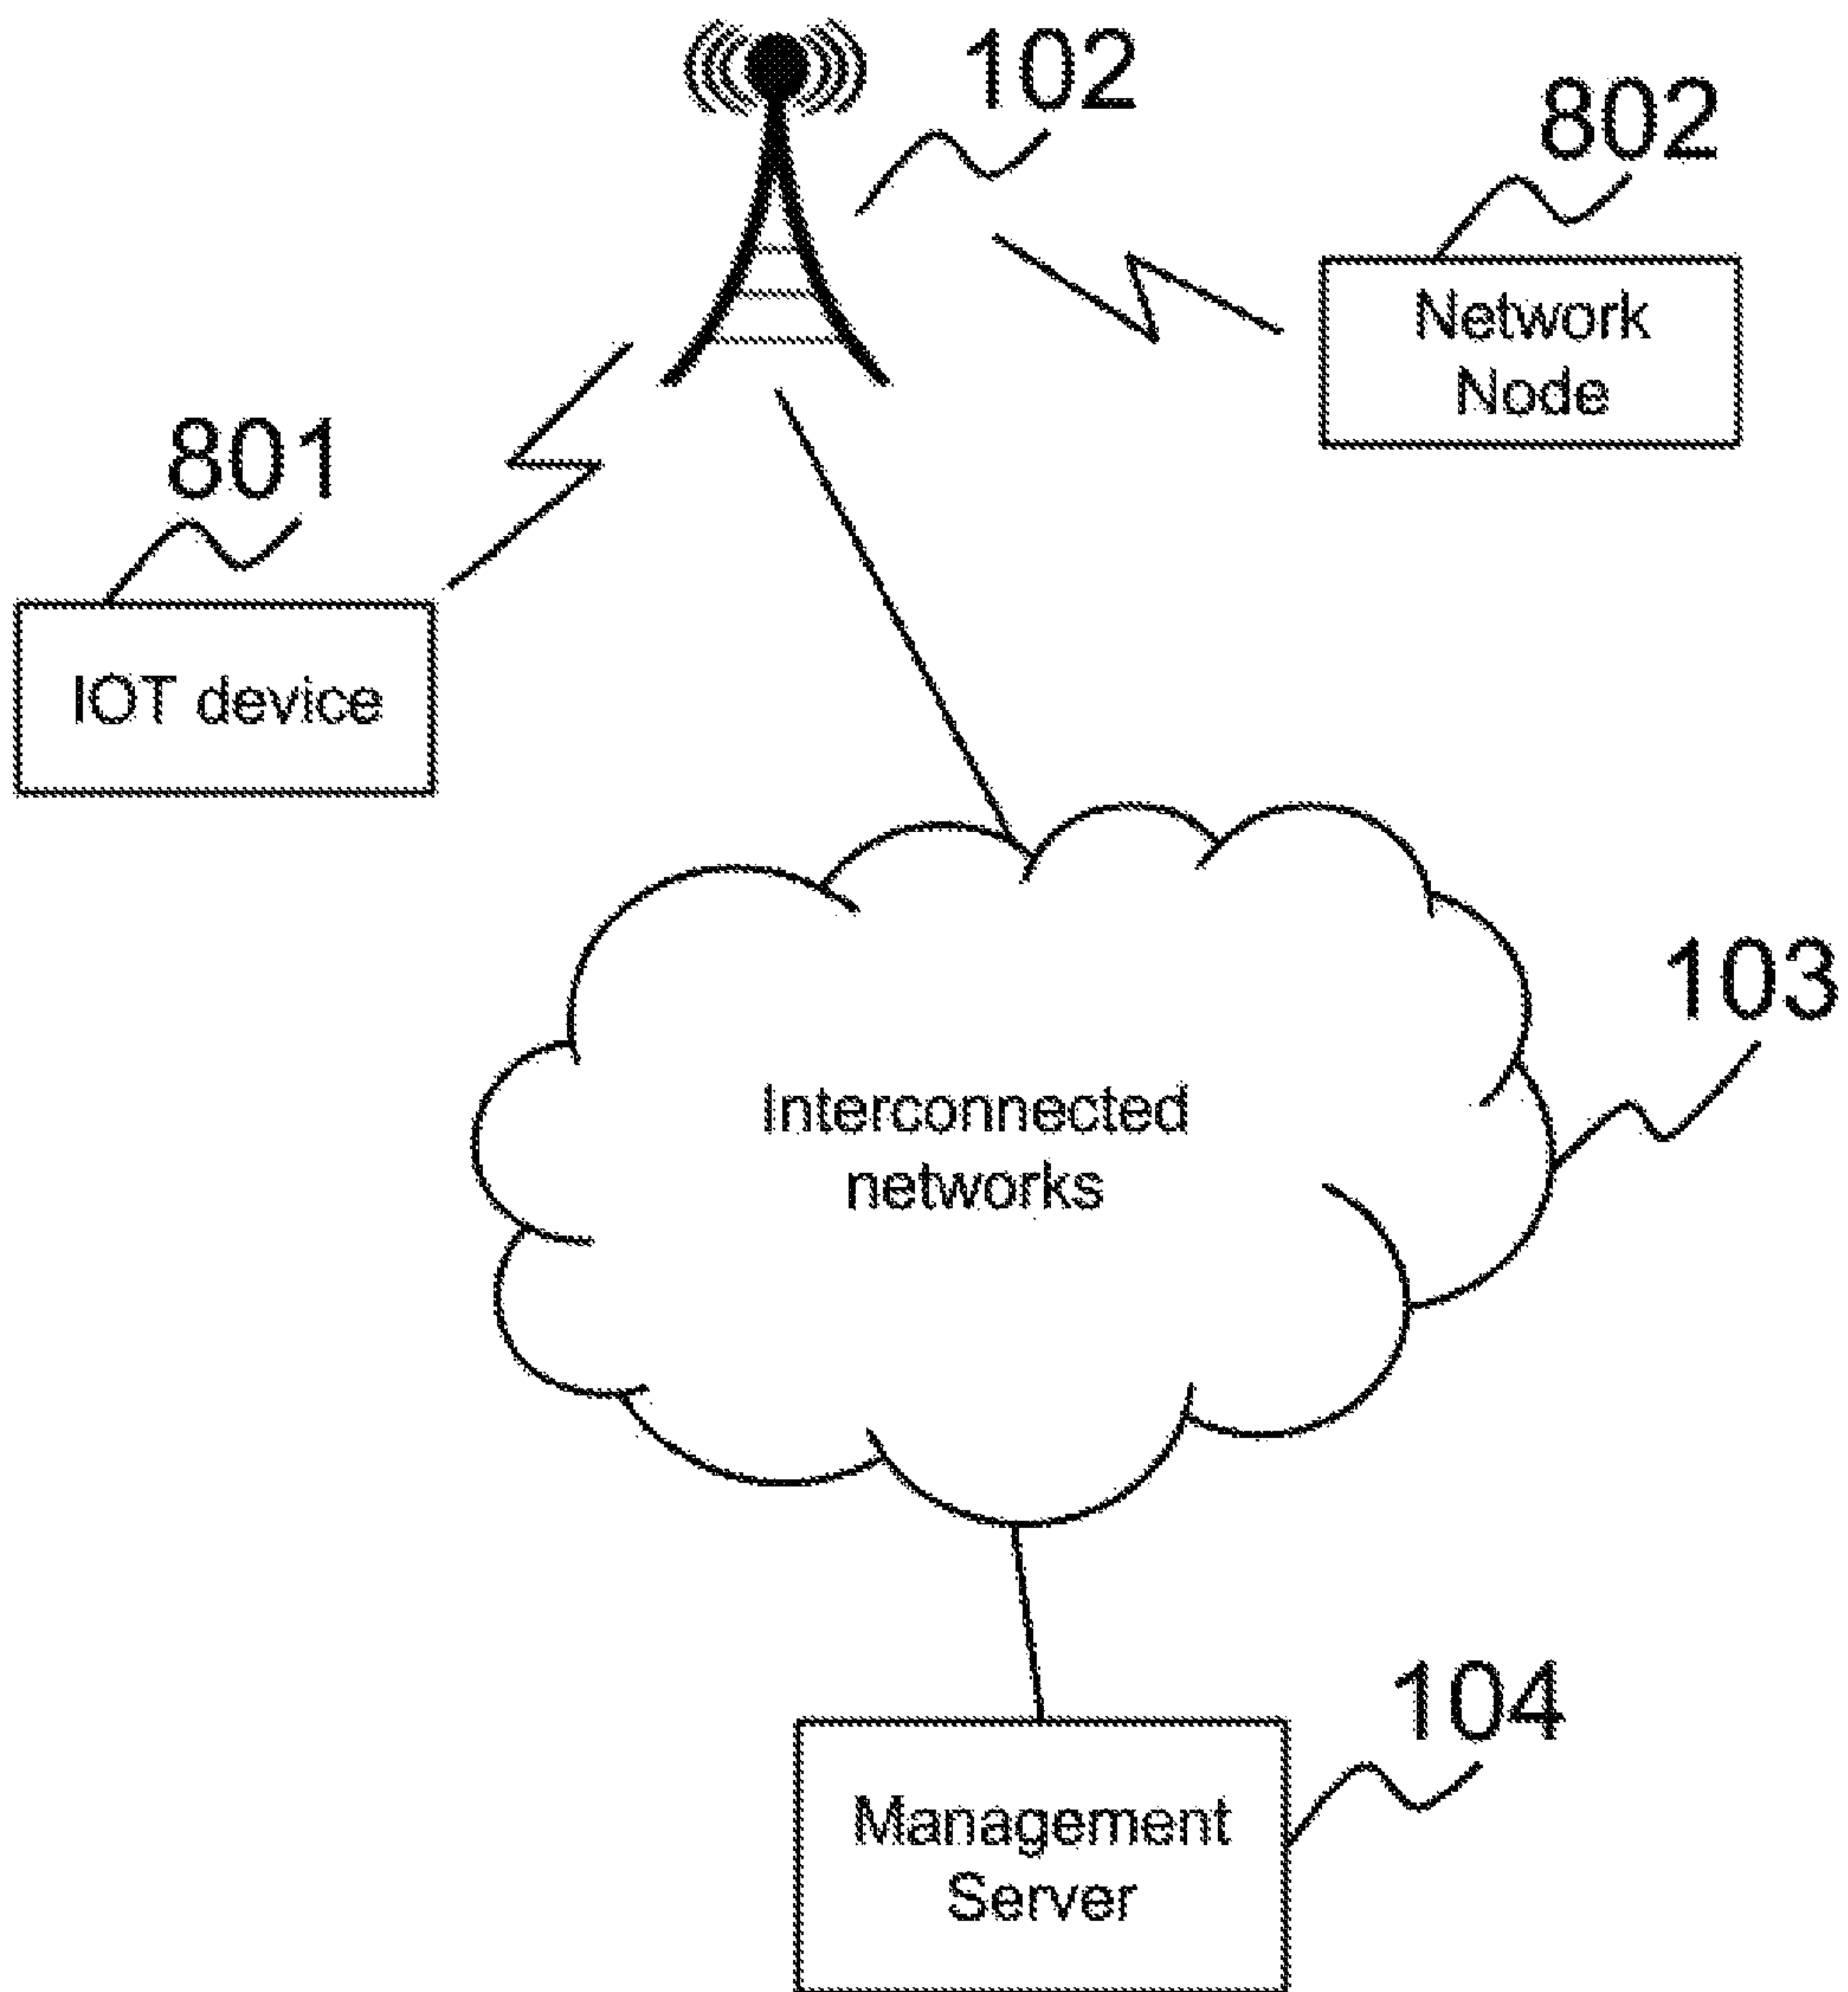 102
802
Network
Node
801
IOT device
103
Interconnected
networks
104
Management
Server